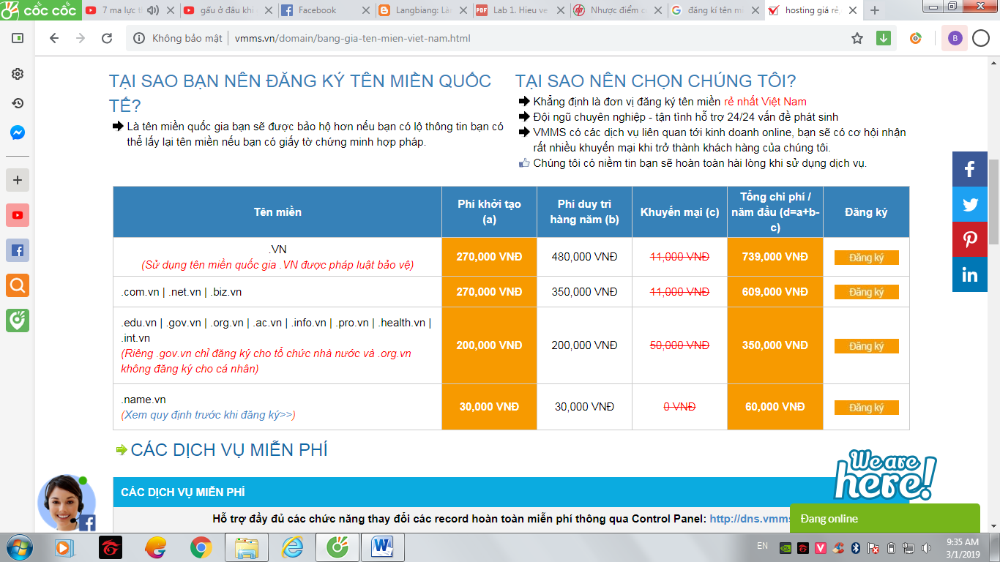 cốc cốc
7 ma lực t
gấu ở đâu khi
Facebook
Langbiang: Làn
Lab 1. Hieu ve
Nhược điểm c
đăng kí tên m
hosting giá rẻ,
Không bảo mật
vmms.vn/domain/bang-gia-ten-mien-viet-nam.html
B
TẠI SAO BẠN NÊN ĐĂNG KÝ TÊN MIỀN QUỐC
TẾ?
Là tên miền quốc gia bạn sẽ được bảo hộ hơn nếu bạn có lộ thông tin bạn có
thể lấy lại tên miền nếu bạn có giấy tờ chứng minh hợp pháp.
TẠI SAO NÊN CHỌN CHÚNG TÔI?
Khẳng định là đơn vị đăng ký tên miền rẻ nhất Việt Nam
Đội ngũ chuyên nghiệp - tận tình hỗ trợ 24/24 vấn đề phát sinh
VMMS có các dịch vụ liên quan tới kinh doanh online, bạn sẽ có cơ hội nhận
rất nhiều khuyến mại khi trở thành khách hàng của chúng tôi.
Chúng tôi có niềm tin bạn sẽ hoàn toàn hài lòng khi sử dụng dịch vụ.
Tên miền
Phí khởi tạo
(a)
Phí duy trì
hàng năm (b)
Khuyến mại (c)
Tổng chi phí /
năm đầu (d=a+b-
c)
Đăng ký
.VN
(Sử dụng tên miền quốc gia .VN được pháp luật bảo vệ)
270,000 VNĐ
480,000 VNĐ
11,000 VNĐ
739,000 VNĐ
Đăng ký
.com.vn | .net.vn | .biz.vn
270,000 VNĐ
350,000 VNĐ
11,000 VNĐ
609,000 VNĐ
Đăng ký
.edu.vn | .gov.vn | .org.vn | .ac.vn | .info.vn | .pro.vn | .health.vn |
.int.vn
(Riêng .gov.vn chỉ đăng ký cho tổ chức nhà nước và .org.vn
không đăng ký cho cá nhân)
200,000 VNĐ
200,000 VNĐ
50,000 VNĐ
350,000 VNĐ
Đăng ký
.name.vn
(Xem quy định trước khi đăng ký>>)
30,000 VNĐ
30,000 VNĐ
0 VNĐ
60,000 VNĐ
Đăng ký
CÁC DỊCH VỤ MIỄN PHÍ
CÁC DỊCH VỤ MIỄN PHÍ
Hỗ trợ đầy đủ các chức năng thay đổi các record hoàn toàn miễn phí thông qua Control Panel: http://dns.vmms
We are
here!
Đang online
EN
9:35 AM
3/1/2019